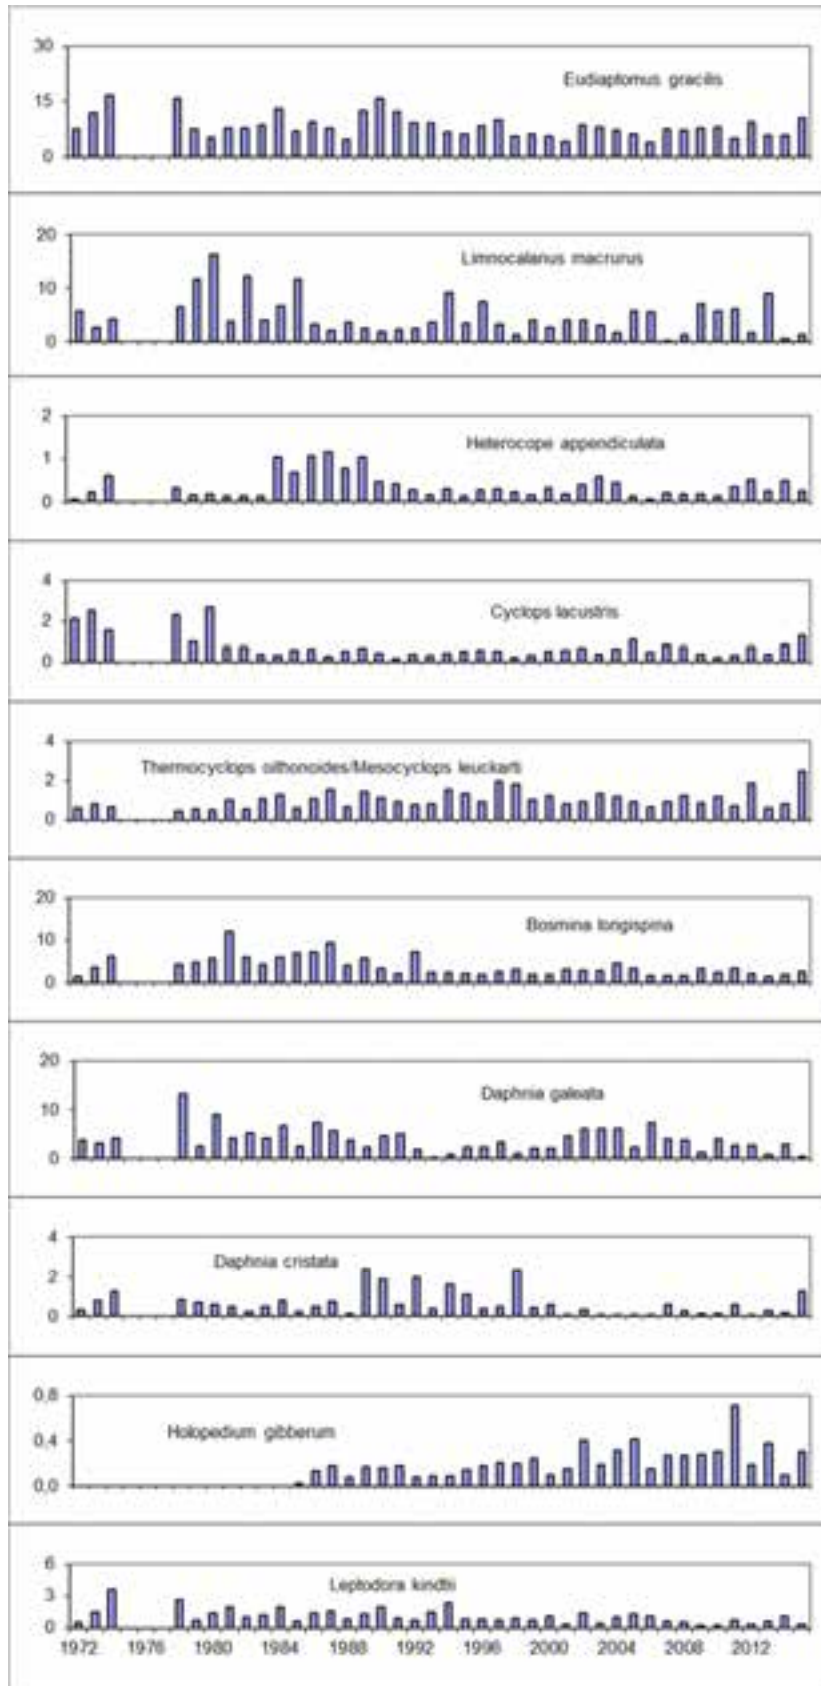 30
Eudiaptomus gracilis
15
0
20
Limnocalanus macrurus
10
0
2
Heterocope appendiculata
1
0
4
Cyclops lacustris
2
0
4
Thermocyclops oithonoides/Mesocyclops leuckarti
2
0
20
Bosmina longispina
10
0
20
Daphnia galeata
10
0
4
Daphnia cristata
2
0
0,8
Holopedium gibberum
0,4
0,0
6
Leptodora kindtii
3
0
1972 1976 1980 1984 1988 1992 1996 2000 2004 2008 2012